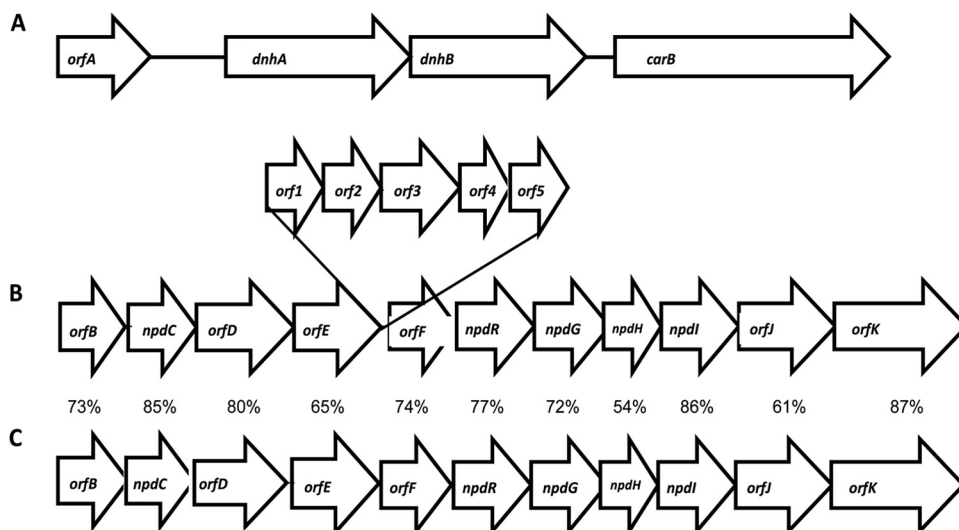 A
orfA dnhA dnhB carB
orf1 orf2 orf3 orf4 orf5
B
orfB npdC orfD orfE orfF npdR npdG npdH npdI orfJ orfK
73% 85% 80% 65% 74% 77% 72% 54% 86% 61% 87%
C
orfB npdC orfD orfE orfF npdR npdG npdH npdI orfJ orfK